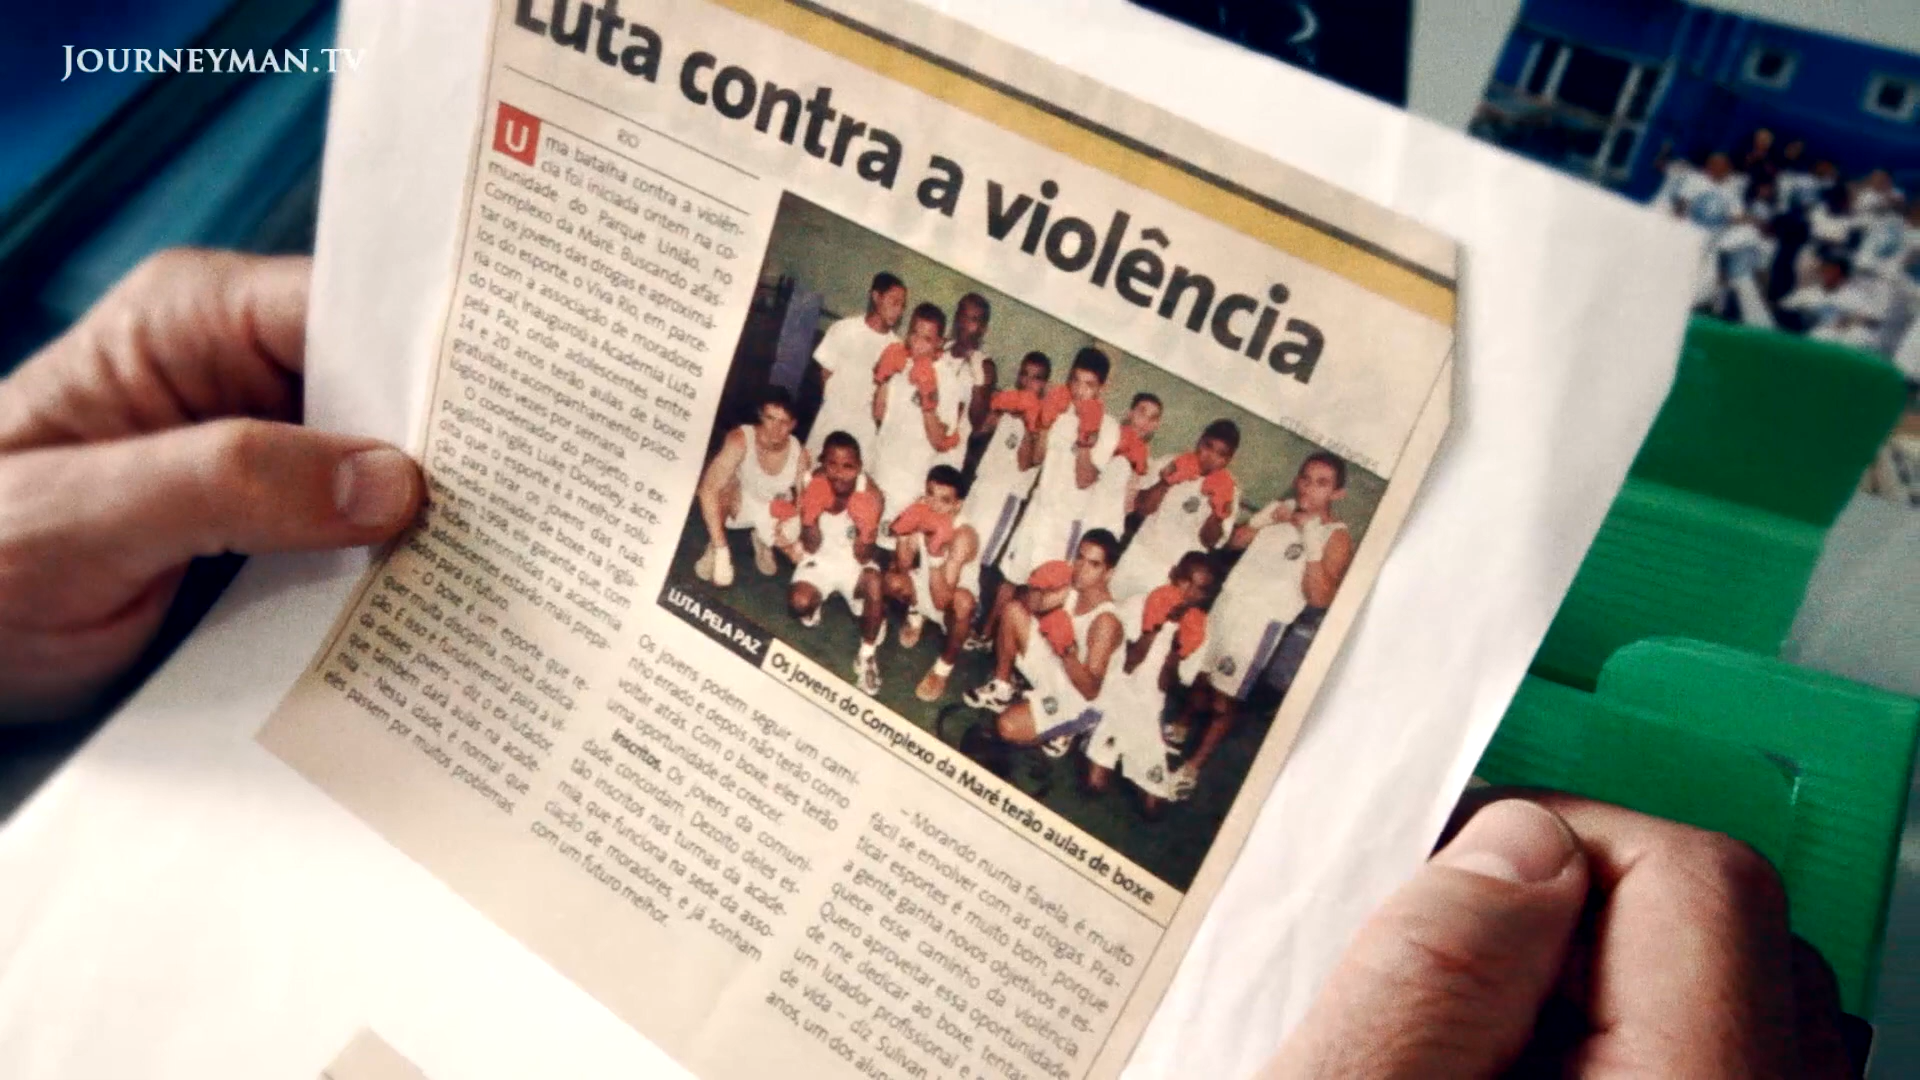 JOURNEYMAN.TV
Luta contra a violência
RIO
Uma batalha contra a violên-
cia foi iniciada ontem na co-
munidade do Parque União, no
Complexo da Maré. Buscando afas-
tar os jovens das drogas e aproximá-
los do esporte, o Viva Rio, em parce-
ria com a associação de moradores
do local, inaugurou a Academia Luta
pela Paz, onde adolescentes entre
14 e 20 anos terão aulas de boxe
gratuitas e acompanhamento psico-
lógico três vezes por semana.
O coordenador do projeto, o ex-
pugilista inglês Luke Dowdley, acre-
dita que o esporte é a melhor solu-
ção para tirar os jovens das ruas.
Campeão amador de boxe na Ingla-
terra em 1998, ele garante que, com
lições transmitidas na academia
adolescentes estarão mais prepa-
rados para o futuro.
– O boxe é um esporte que re-
quer muita disciplina, muita dedica-
ção. E isso é fundamental para a vi-
da desses jovens – diz o ex-lutador,
que também dará aulas na acade-
mia. – Nessa idade, é normal que
eles passem por muitos problemas.
LUTA PELA PAZ Os jovens do Complexo da Maré terão aulas de boxe
Os jovens podem seguir um cami-
nho errado e depois não terão como
voltar atrás. Com o boxe, eles terão
uma oportunidade de crescer.
Inscritos. Os jovens da comuni-
dade concordam. Dezoito deles es-
tão inscritos nas turmas da acade-
mia, que funciona na sede da asso-
ciação de moradores, e já sonham
com um futuro melhor.
– Morando numa favela, é muito
fácil se envolver com as drogas. Pra-
ticar esportes é muito bom, porque
a gente ganha novos objetivos e es-
quece esse caminho da violência.
Quero aproveitar essa oportunidade
de me dedicar ao boxe, tentar
um lutador profissional e
de vida – diz Sulivan
anos, um dos alun